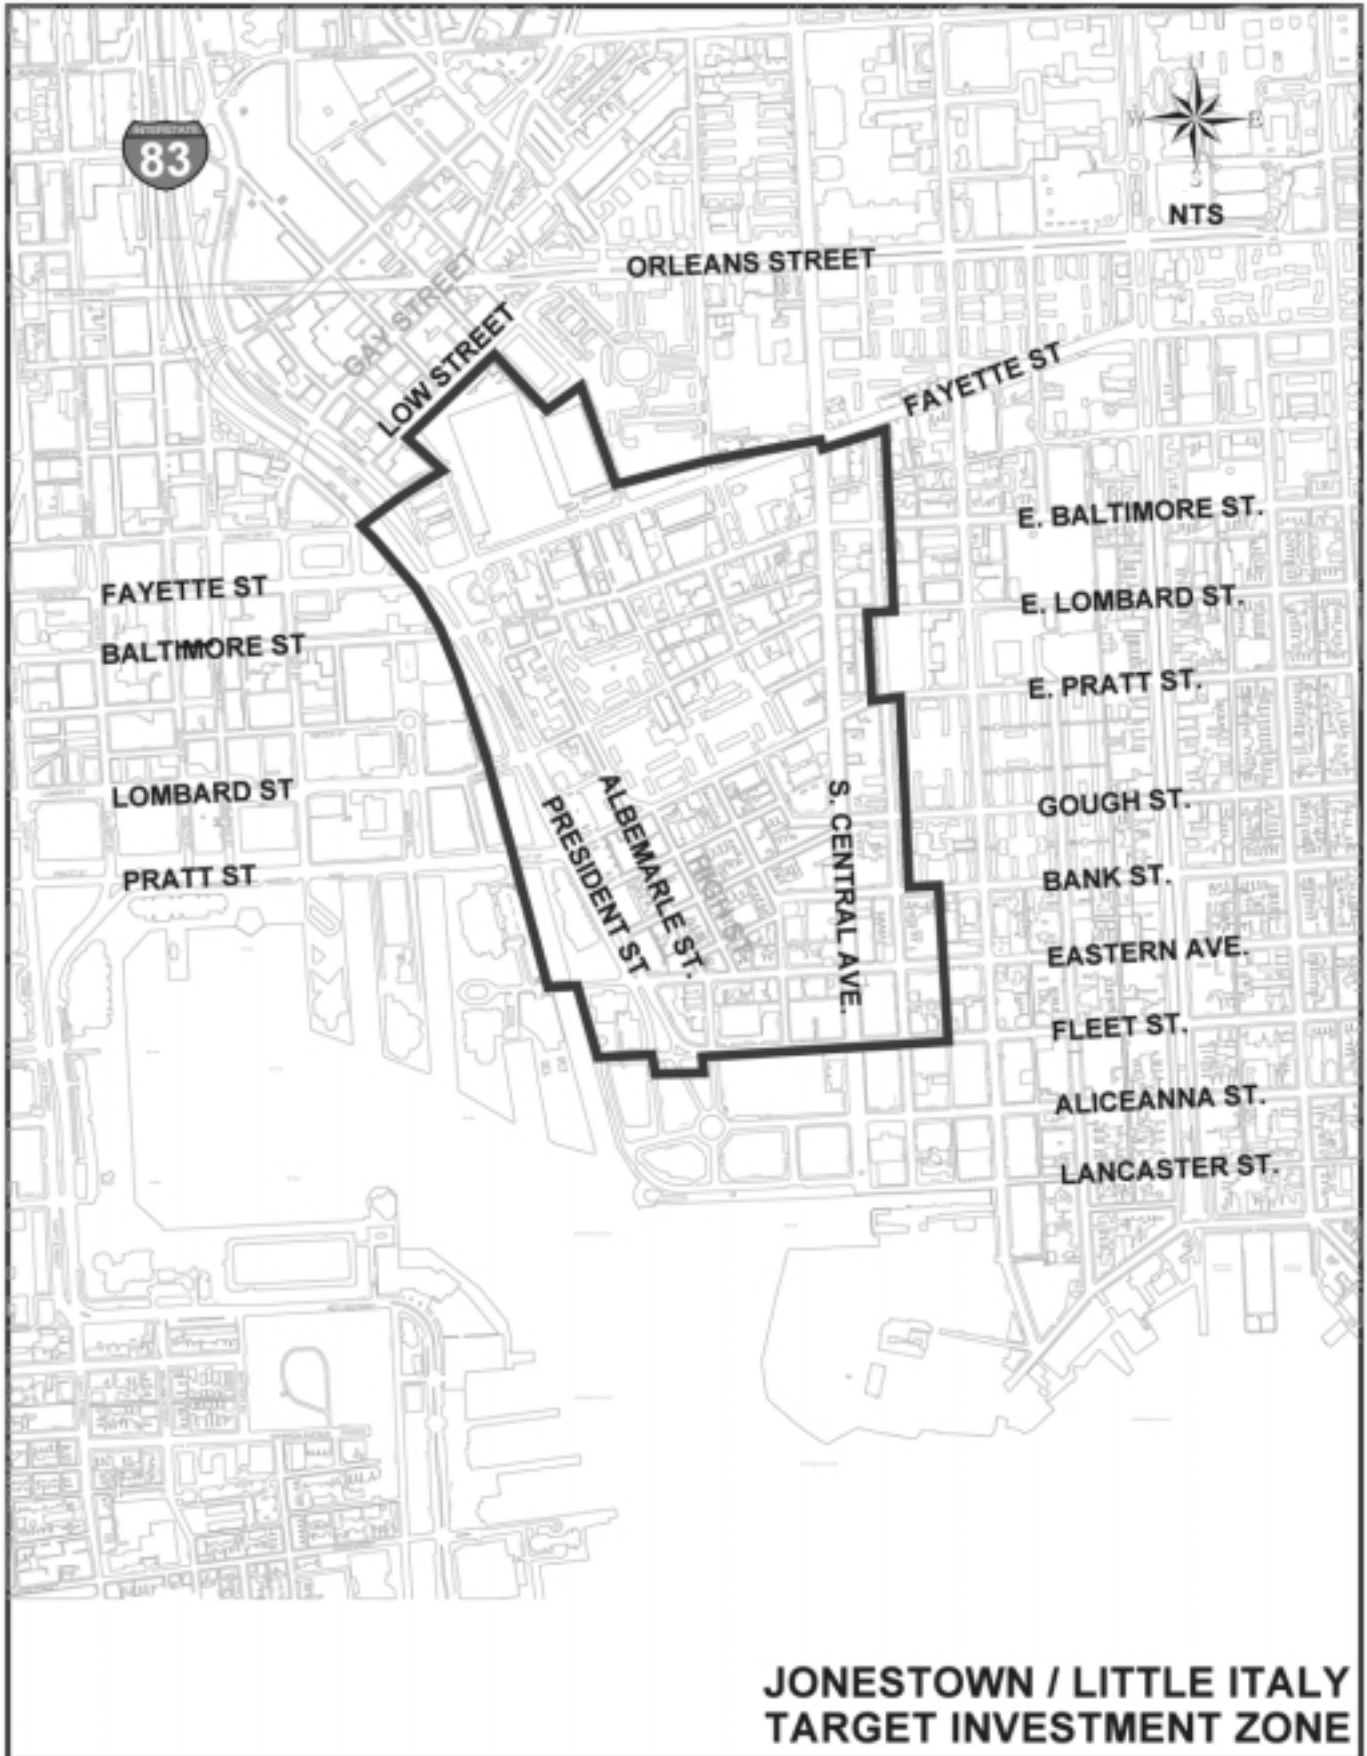 INTERSTATE
83
W
E
S
NTS
ORLEANS STREET
GAY STREET
LOW STREET
FAYETTE ST
E. BALTIMORE ST.
FAYETTE ST
E. LOMBARD ST.
BALTIMORE ST
E. PRATT ST.
LOMBARD ST
ALBEMARLE ST.
PRESIDENT ST
S. CENTRAL AVE.
GOUGH ST.
HIGH ST.
PRATT ST
BANK ST.
EASTERN AVE.
FLEET ST.
ALICEANNA ST.
LANCASTER ST.
JONESTOWN / LITTLE ITALY
TARGET INVESTMENT ZONE